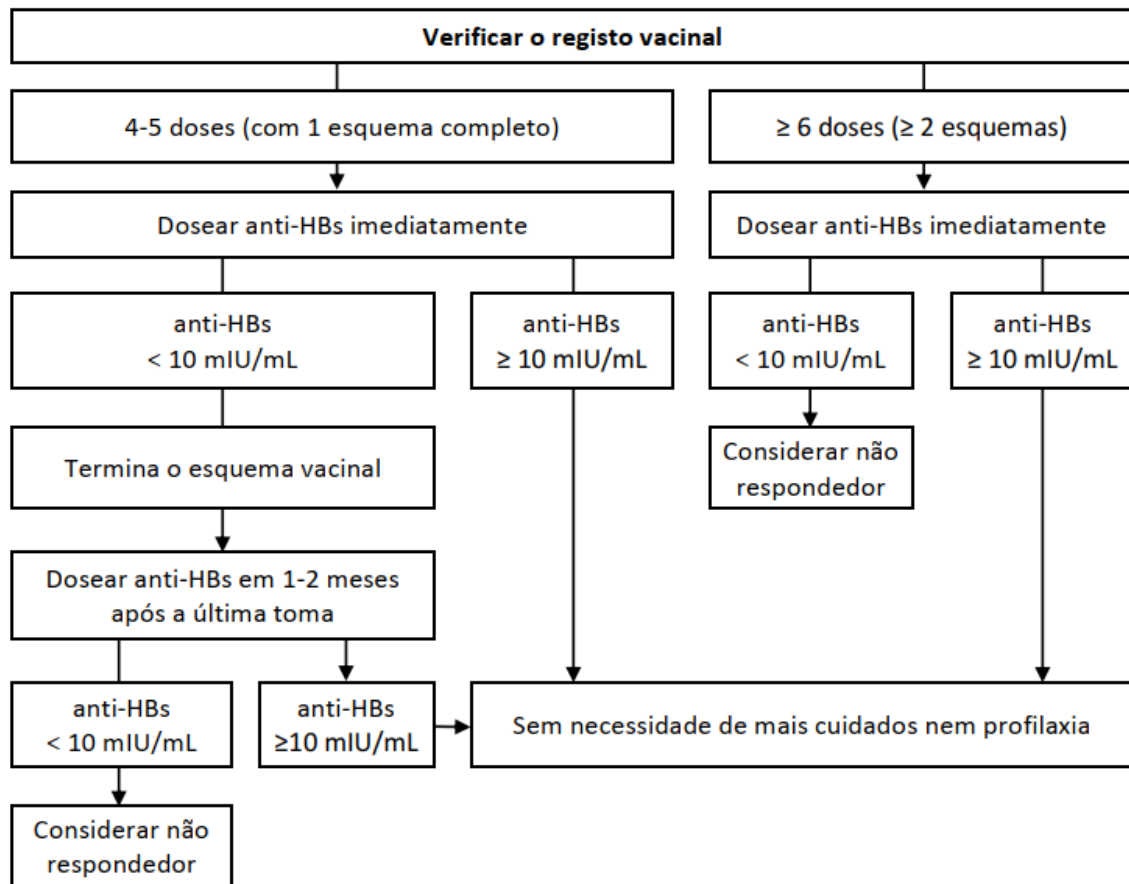 Verificar o registo vacinal
4-5 doses (com 1 esquema completo)
≥ 6 doses (≥ 2 esquemas)
Dosear anti-HBs imediatamente
Dosear anti-HBs imediatamente
anti-HBs
< 10 mIU/mL
anti-HBs
≥ 10 mIU/mL
anti-HBs
< 10 mIU/mL
anti-HBs
≥ 10 mIU/mL
Termina o esquema vacinal
Considerar não
respondedor
Dosear anti-HBs em 1-2 meses
após a última toma
anti-HBs
< 10 mIU/mL
anti-HBs
≥10 mIU/mL
Sem necessidade de mais cuidados nem profilaxia
Considerar não
respondedor